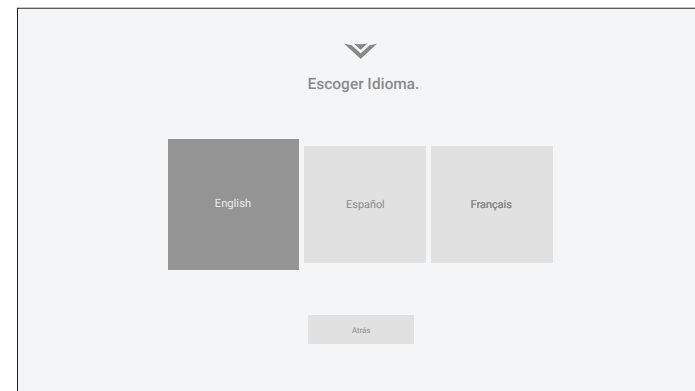 Escoger Idioma.
English
Español
Français
Atrás